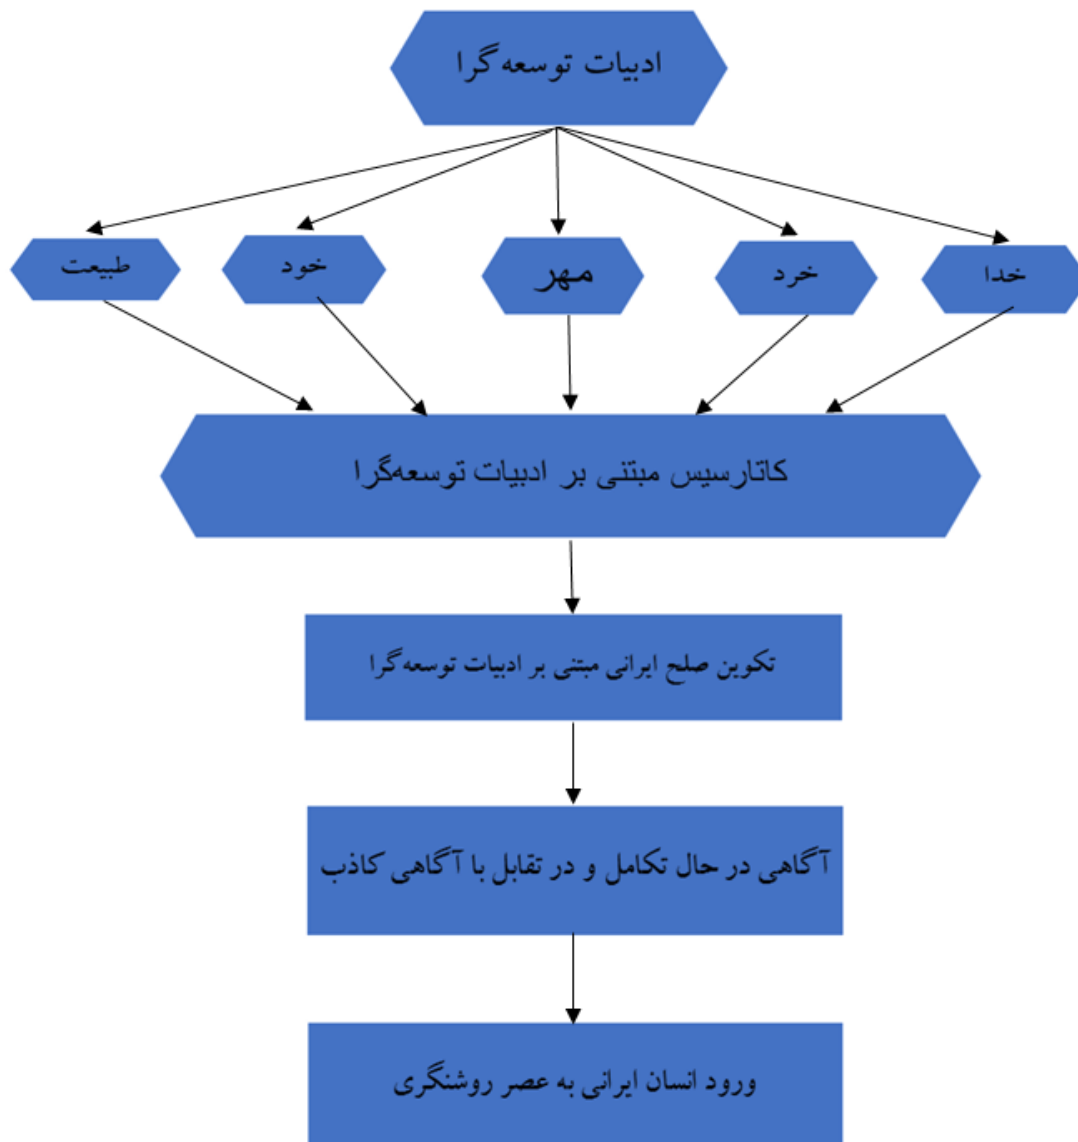 ادبیات توسعه‌گرا
خدا
خرد
مهر
خود
طبیعت
کاتارسیس مبتنی بر ادبیات توسعه‌گرا
تکوین صلح ایرانی مبتنی بر ادبیات توسعه‌گرا
آگاهی در حال تکامل و در تقابل با آگاهی کاذب
ورود انسان ایرانی به عصر روشنگری